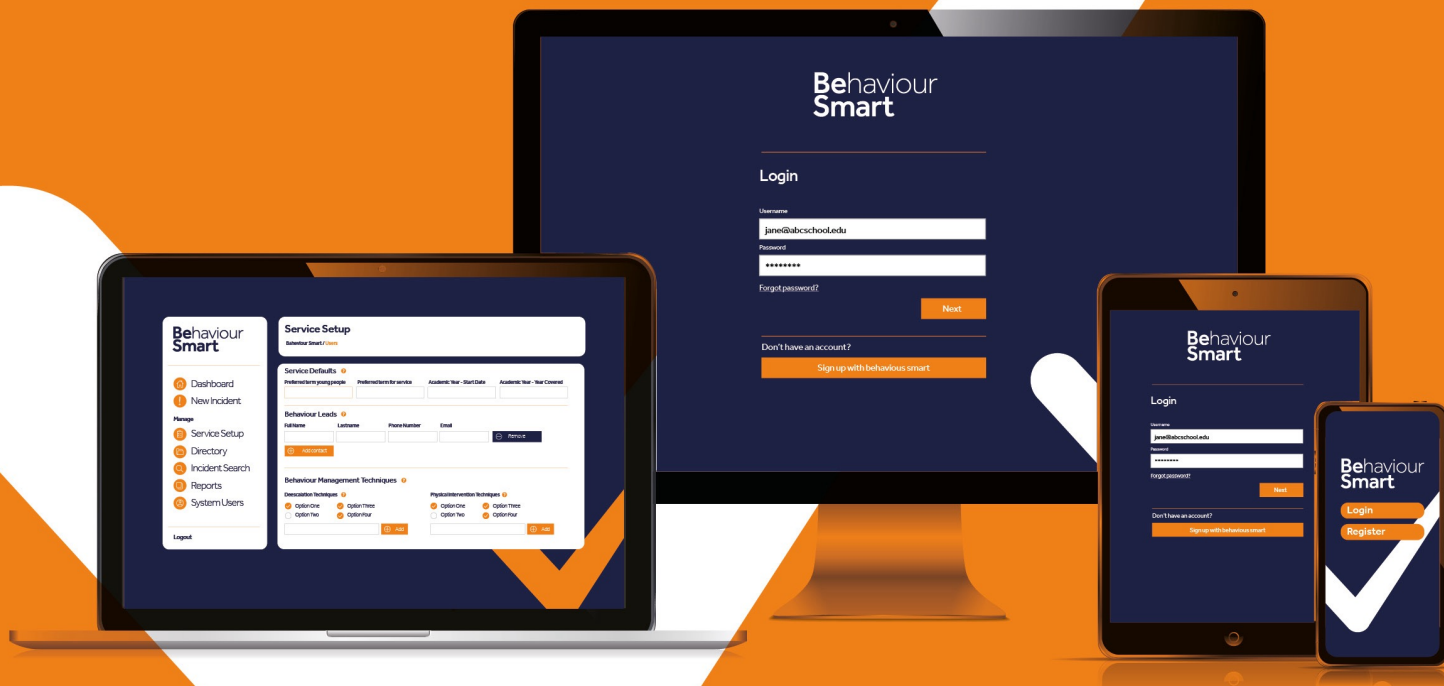 Behaviour
Smart
Login
Username
jane@abcschool.edu
Password
********
Forgot password?
Next
Don't have an account?
Sign up with behavious smart
Behaviour
Smart
Dashboard
New Incident
Manage
Service Setup
Directory
Incident Search
Reports
System Users
Logout
Service Setup
Behaviour Smart / Users
Service Defaults ?
Preferred term young people Preferred term for service Academic Year - Start Date Academic Year - Year Covered
Behaviour Leads ?
Full Name Lastname Phone Number Email
Remove
Add contact
Behaviour Management Techniques ?
Deescalation Techniques ? Physical Intervention Techniques ?
Option One Option Three Option One Option Three
Option Two Option Four Option Two Option Four
Add Add
Behaviour
Smart
Login
Username
jane@abcschool.edu
Password
********
Forgot password?
Next
Don't have an account?
Sign up with behavious smart
Behaviour
Smart
Login
Register